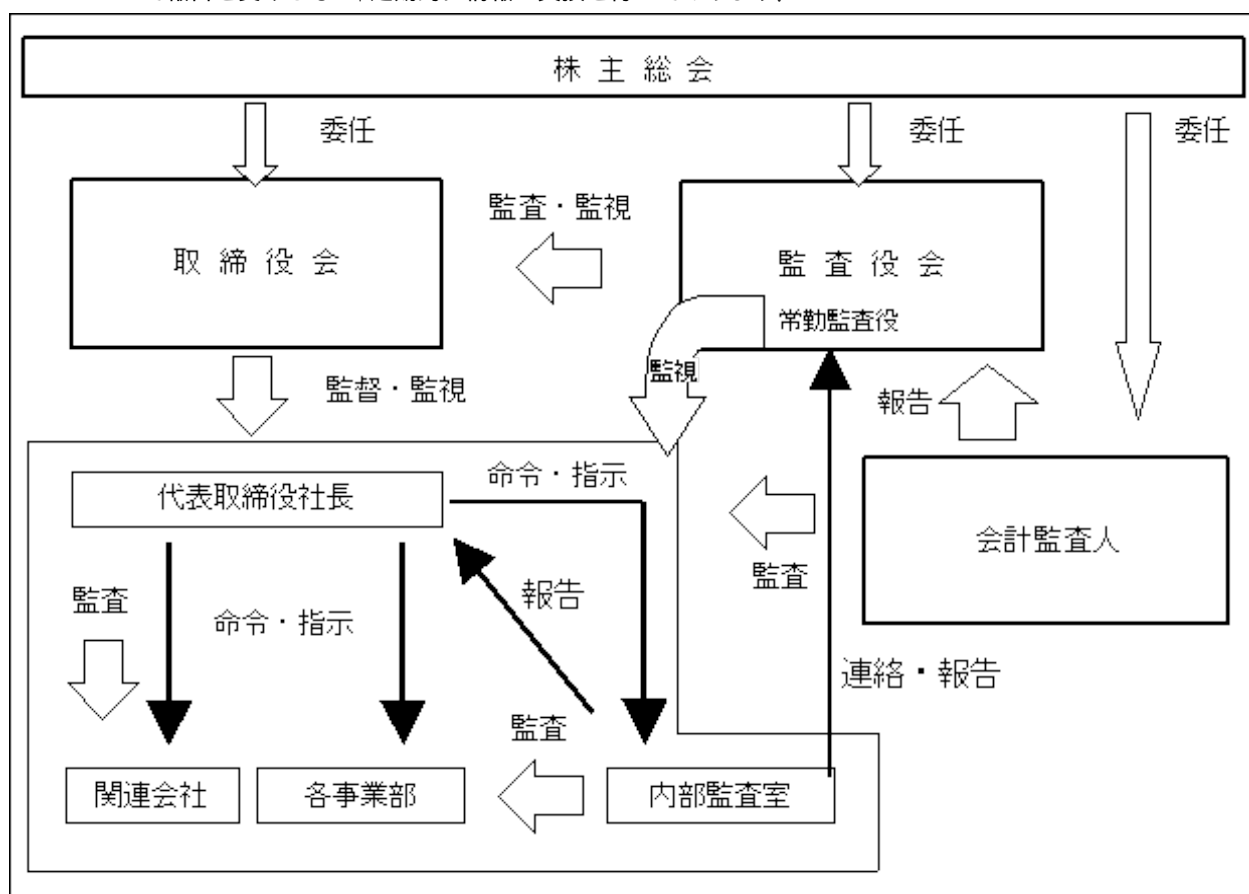 株主総会
委任
委任
委任
取締役会
監査・監視
監査役会
常勤監査役
監視
監督・監視
報告
代表取締役社長
命令・指示
会計監査人
監査
監査
報告
命令・指示
連絡・報告
監査
関連会社
各事業部
内部監査室